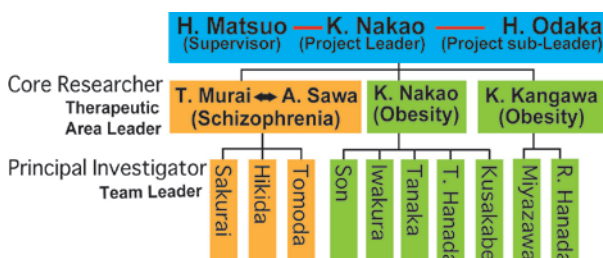 H. Matsuo K. Nakao H. Odaka
(Supervisor) (Project Leader) (Project sub-Leader)
Core Researcher
Therapeutic
Area Leader
T. Murai A. Sawa
(Schizophrenia)
K. Nakao
(Obesity)
K. Kangawa
(Obesity)
Principal Investigator
Team Leader
Sakurai
Hikida
Tomoda
Son
Iwakura
Tanaka
T. Hanada
Kusakabe
Miyazawa
R. Hanada